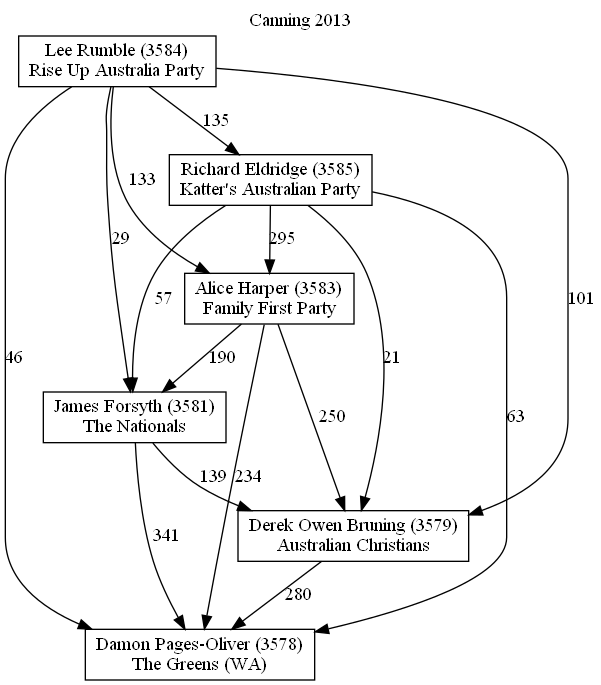 Canning 2013
Lee Rumble (3584)
Rise Up Australia Party
135
Richard Eldridge (3585)
Katter's Australian Party
133
29
295
Alice Harper (3583)
Family First Party
57
101
46
190
21
James Forsyth (3581)
The Nationals
250
63
139
234
Derek Owen Bruning (3579)
Australian Christians
341
280
Damon Pages-Oliver (3578)
The Greens (WA)